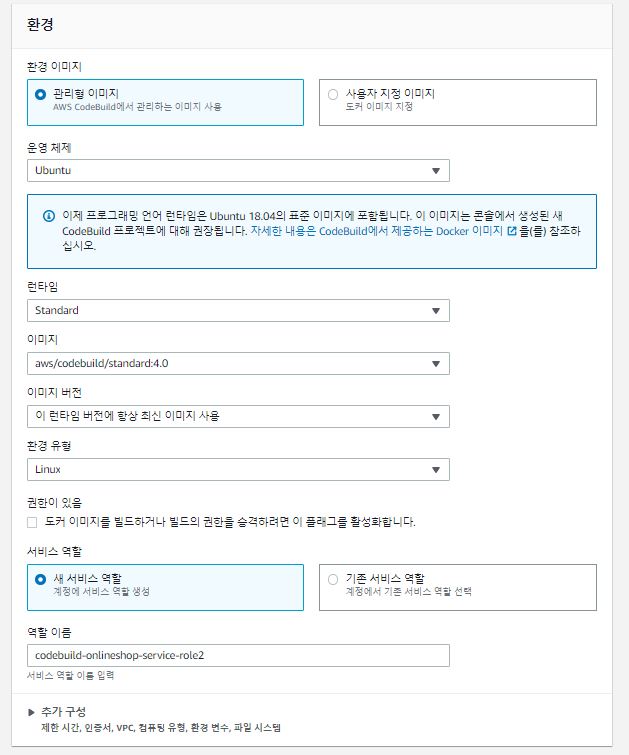 환경
환경 이미지
관리형 이미지
AWS CodeBuild에서 관리하는 이미지 사용
사용자 지정 이미지
도커 이미지 지정
운영 체제
Ubuntu
이제 프로그래밍 언어 런타임은 Ubuntu 18.04의 표준 이미지에 포함됩니다. 이 이미지는 콘솔에서 생성된 새
CodeBuild 프로젝트에 대해 권장됩니다. 자세한 내용은 CodeBuild에서 제공하는 Docker 이미지 을(를) 참조하
십시오.
런타임
Standard
이미지
aws/codebuild/standard:4.0
이미지 버전
이 런타임 버전에 항상 최신 이미지 사용
환경 유형
Linux
권한이 있음
도커 이미지를 빌드하거나 빌드의 권한을 승격하려면 이 플래그를 활성화합니다.
서비스 역할
새 서비스 역할
계정에 서비스 역할 생성
기존 서비스 역할
계정에서 기존 서비스 역할 선택
역할 이름
codebuild-onlineshop-service-role2
서비스 역할 이름 입력
추가 구성
제한 시간, 인증서, VPC, 컴퓨팅 유형, 환경 변수, 파일 시스템